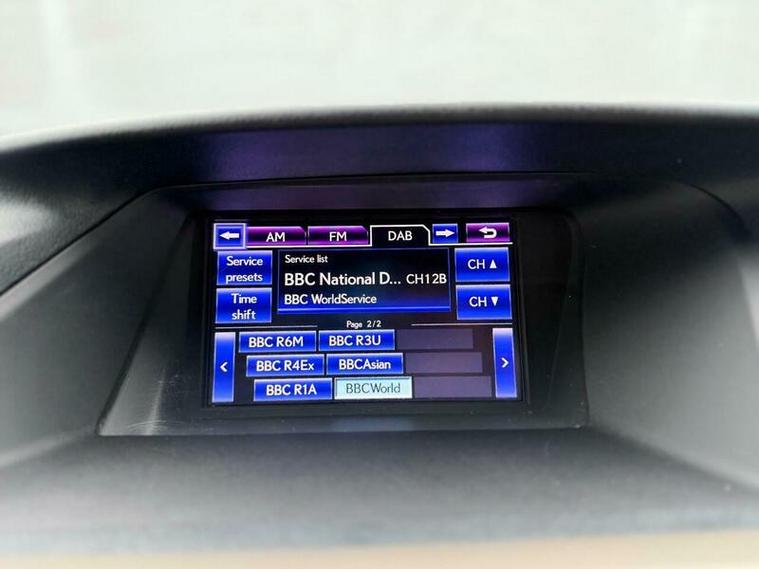 AM FM DAB
Service presets
Service list
BBC National D... CH12B
BBC WorldService
CH ▲
Time shift
CH ▼
Page 2/2
BBC R6M BBC R3U
BBC R4Ex BBCAsian
BBC R1A BBCWorld